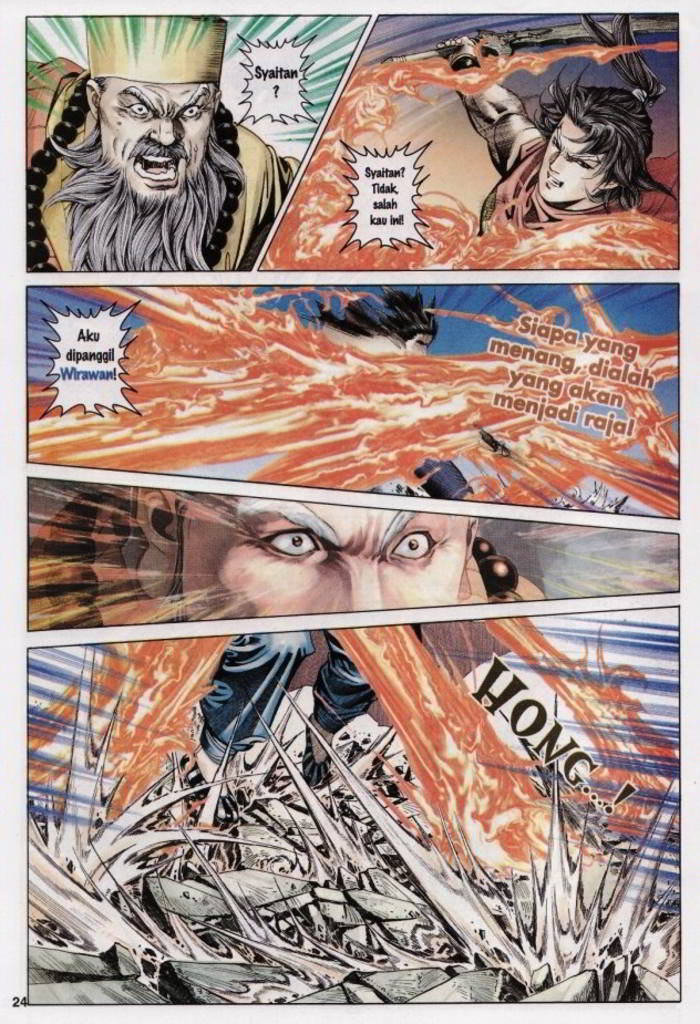 Syaitan
?
Syaitan?
Tidak,
salah
kau ini!
Aku
dipanggil
Wirawan!
Siapa yang
menang, dialah
yang akan
menjadi raja!
HONG...!
24